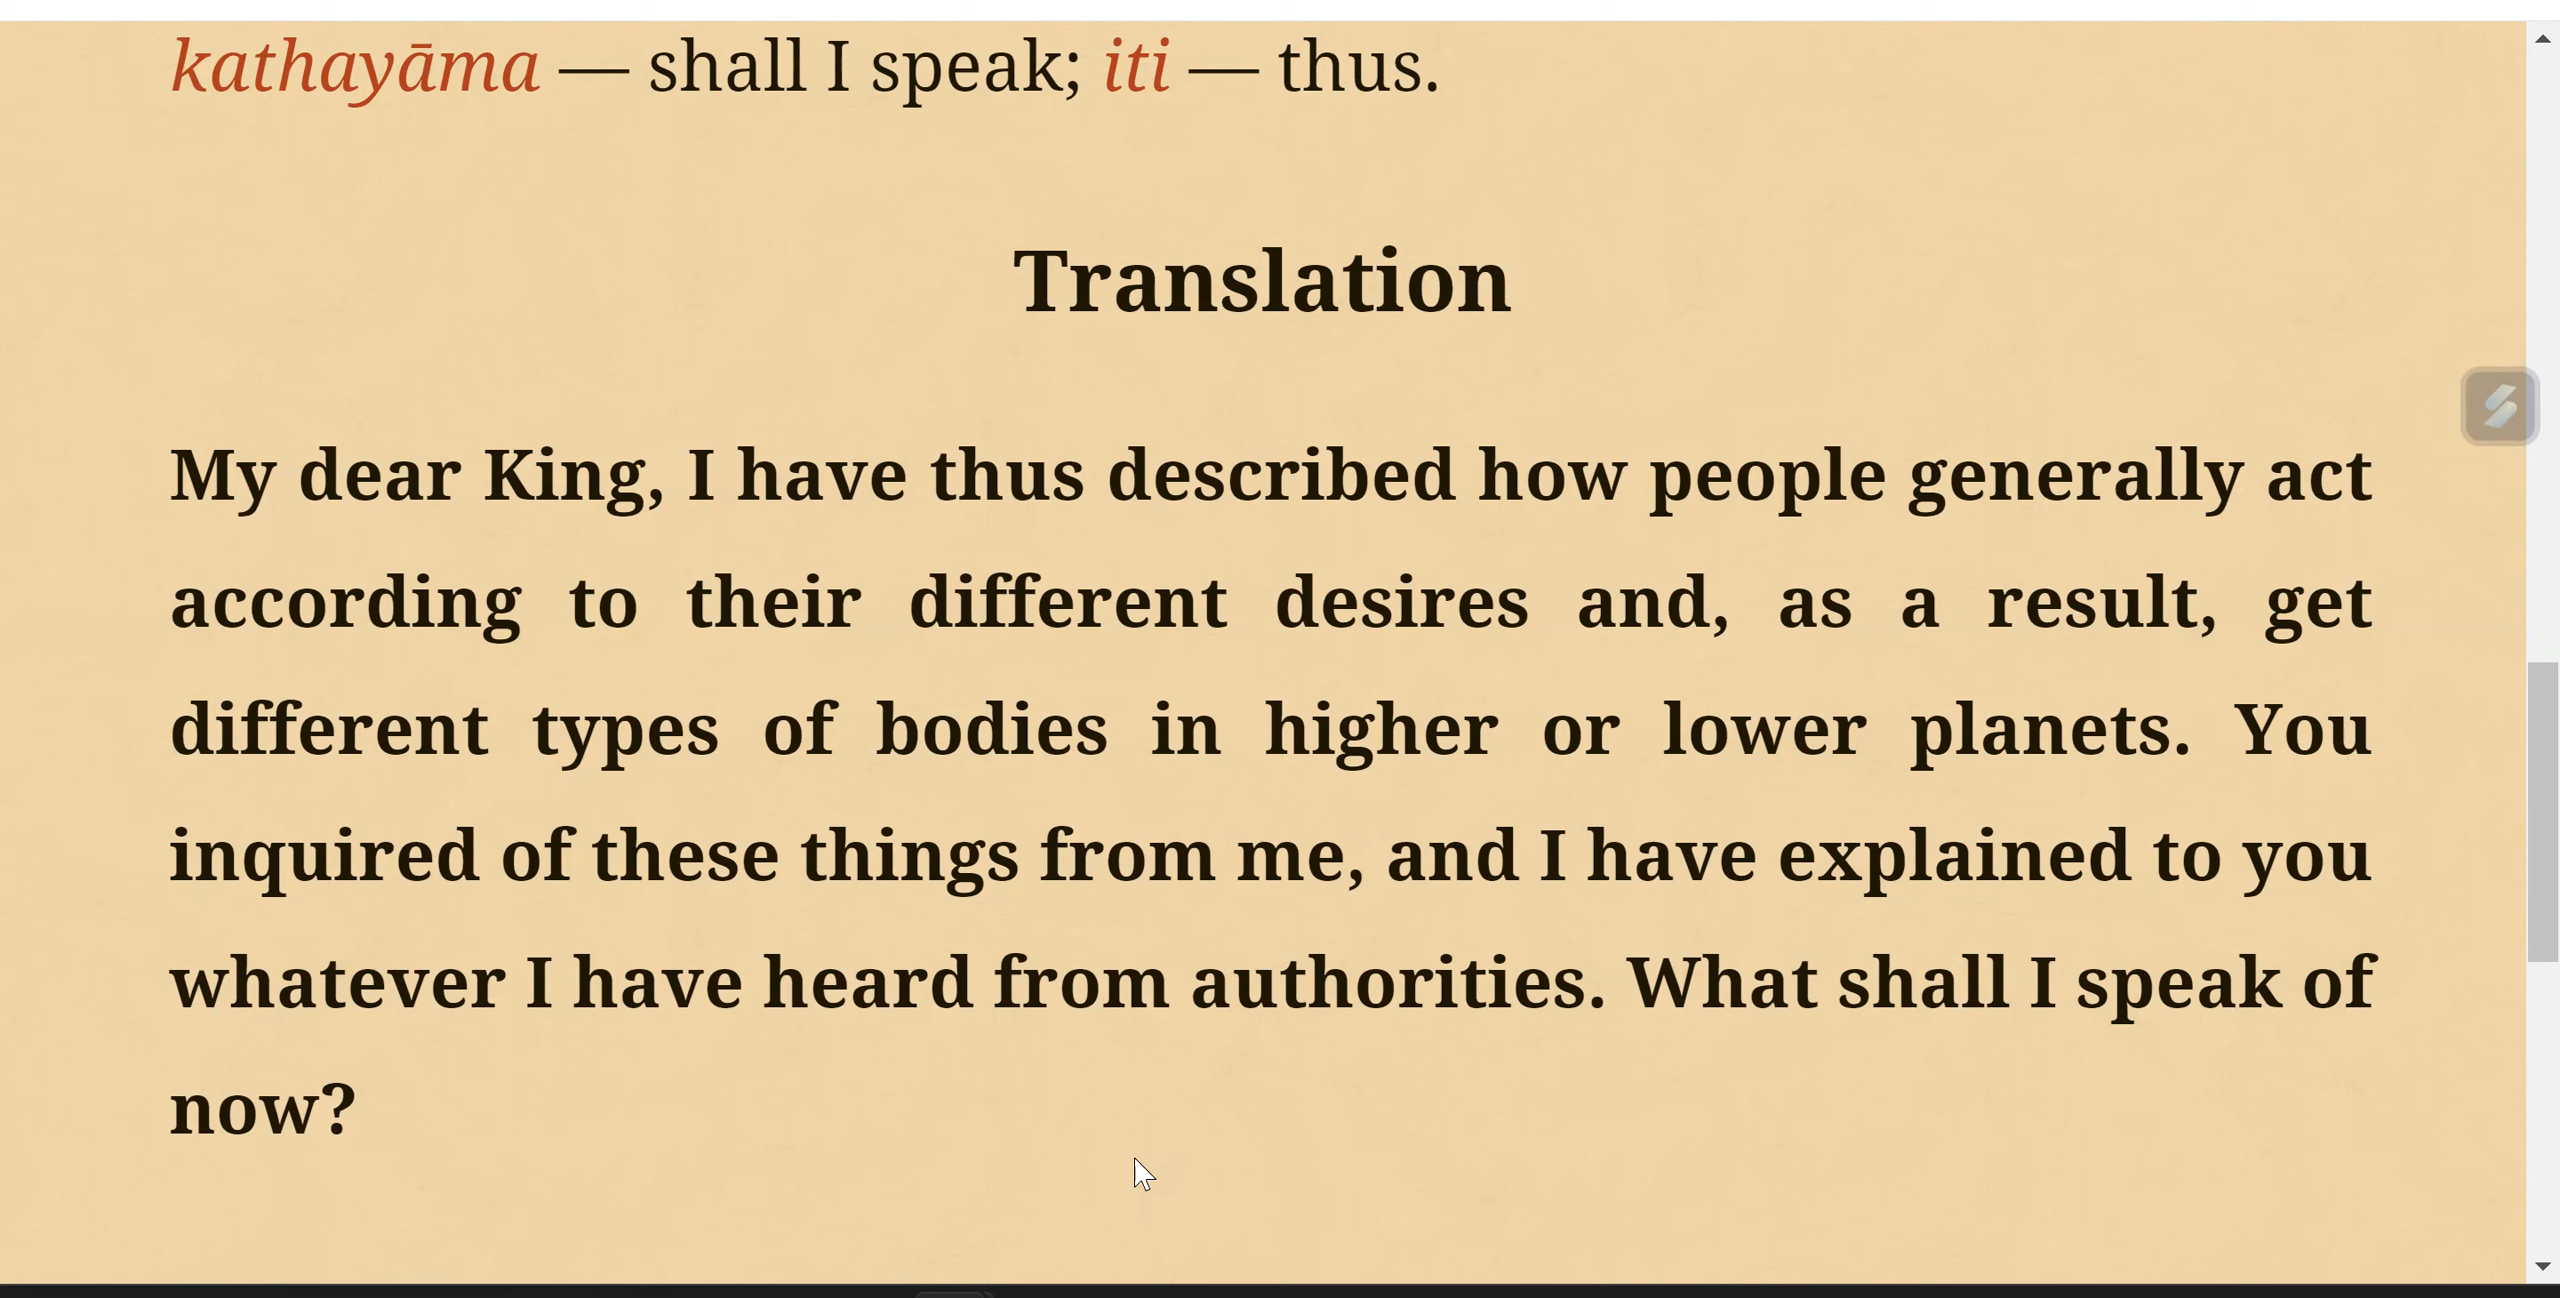 kathayāma — shall I speak; iti — thus.
Translation
My dear King, I have thus described how people generally act
according to their different desires and, as a result, get
different types of bodies in higher or lower planets. You
inquired of these things from me, and I have explained to you
whatever I have heard from authorities. What shall I speak of
now?